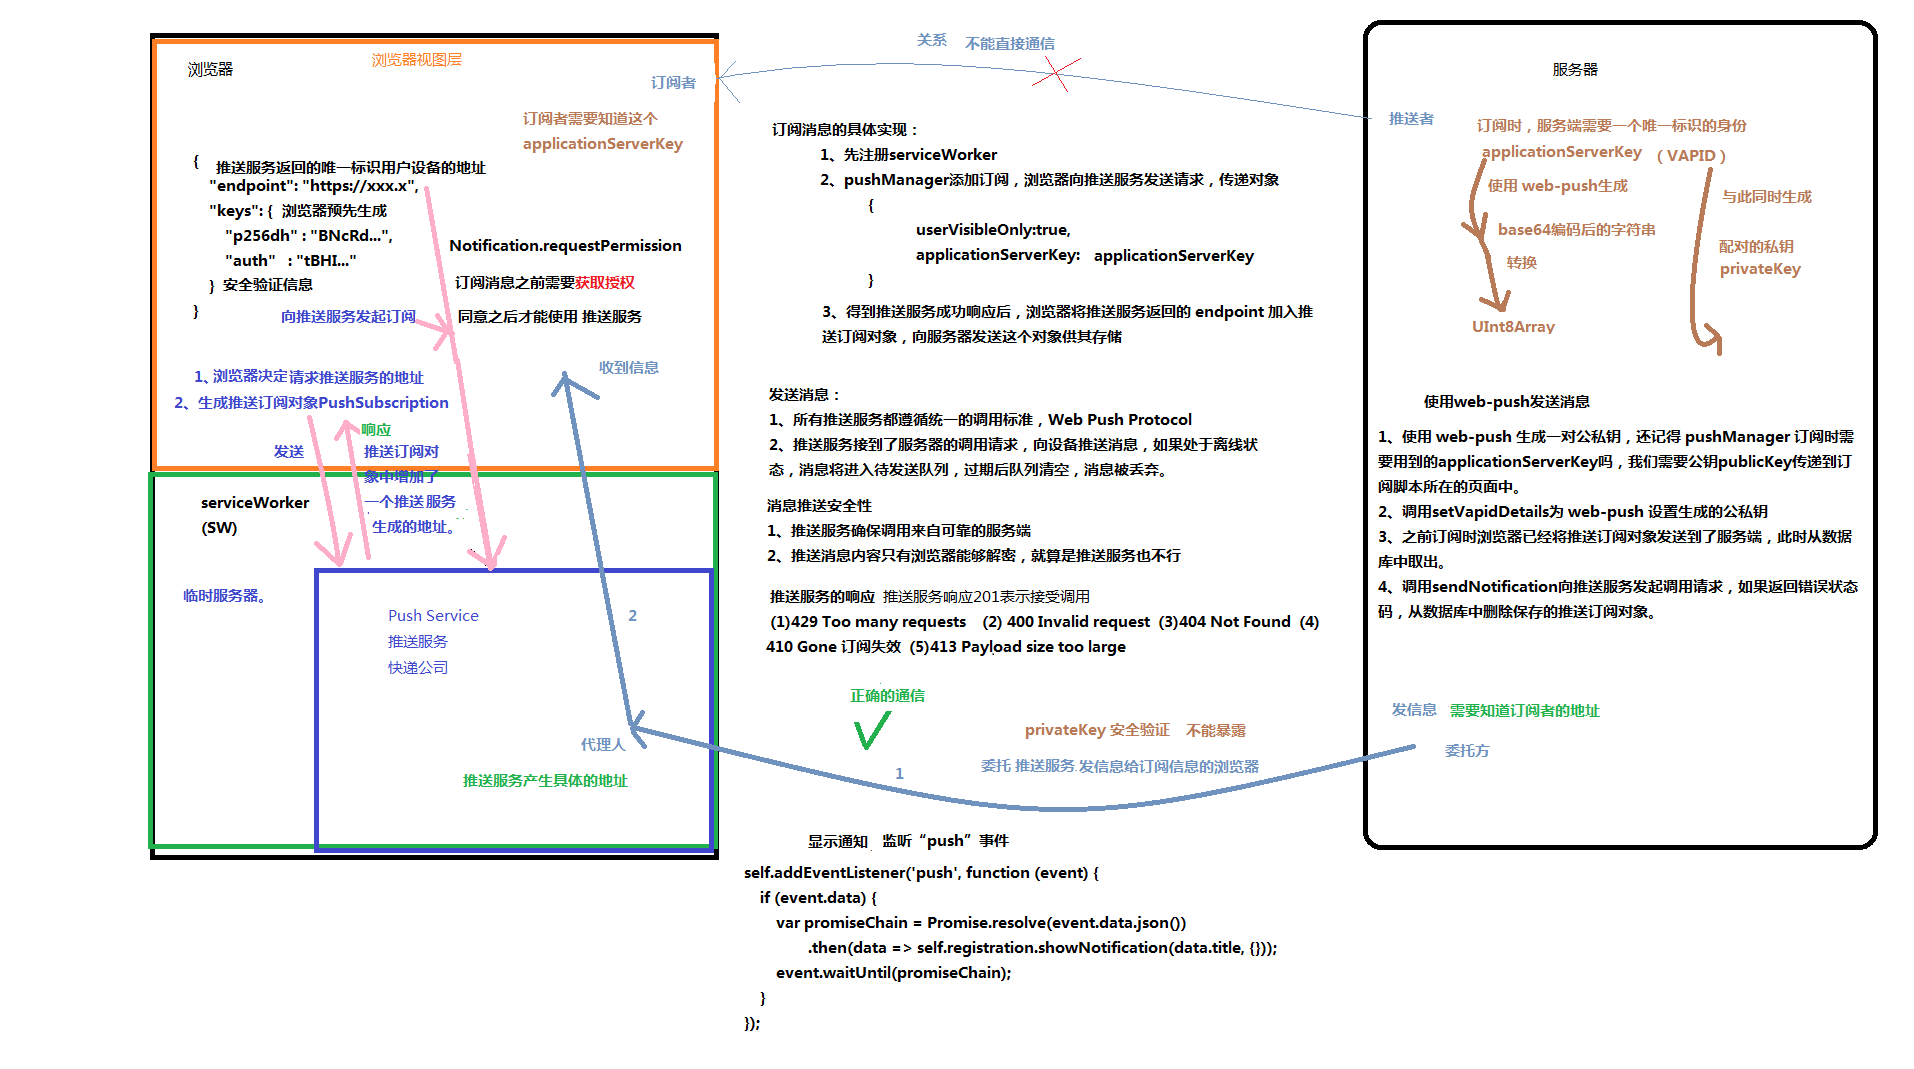 浏览器
浏览器视图层
订阅者
订阅者需要知道这个
applicationServerKey
{
推送服务返回的唯一标识用户设备的地址
"endpoint": "https://xxx.x",
"keys": { 浏览器预先生成
"p256dh" : "BNcRd...",
"auth" : "tBHI..."
} 安全验证信息
}
Notification.requestPermission
订阅消息之前需要获取授权
同意之后才能使用 推送服务
向推送服务发起订阅
收到信息
1、浏览器决定请求推送服务的地址
2、生成推送订阅对象PushSubscription
发送
响应
推送订阅对
象中增加了
一个推送服务
生成的地址。
serviceWorker
(SW)
临时服务器。
Push Service
推送服务
快递公司
2
代理人
推送服务产生具体的地址
关系 不能直接通信
订阅消息的具体实现：
1、先注册serviceWorker
2、pushManager添加订阅，浏览器向推送服务发送请求，传递对象
{
userVisibleOnly:true,
applicationServerKey: applicationServerKey
}
3、得到推送服务成功响应后，浏览器将推送服务返回的 endpoint 加入推
送订阅对象，向服务器发送这个对象供其存储
发送消息：
1、所有推送服务都遵循统一的调用标准，Web Push Protocol
2、推送服务接到了服务器的调用请求，向设备推送消息，如果处于离线状
态，消息将进入待发送队列，过期后队列清空，消息被丢弃。
消息推送安全性
1、推送服务确保调用来自可靠的服务端
2、推送消息内容只有浏览器能够解密，就算是推送服务也不行
推送服务的响应 推送服务响应201表示接受调用
(1)429 Too many requests (2) 400 Invalid request (3)404 Not Found (4)
410 Gone 订阅失效 (5)413 Payload size too large
正确的通信
privateKey 安全验证 不能暴露
委托 推送服务.发信息给订阅信息的浏览器
1
显示通知 监听“push”事件
self.addEventListener('push', function (event) {
if (event.data) {
var promiseChain = Promise.resolve(event.data.json())
.then(data => self.registration.showNotification(data.title, {}));
event.waitUntil(promiseChain);
}
});
服务器
推送者
订阅时，服务端需要一个唯一标识的身份
applicationServerKey （VAPID）
使用 web-push生成
与此同时生成
base64编码后的字符串
配对的私钥
privateKey
转换
UInt8Array
使用web-push发送消息
1、使用 web-push 生成一对公私钥，还记得 pushManager 订阅时需
要用到的applicationServerKey吗，我们需要公钥publicKey传递到订
阅脚本所在的页面中。
2、调用setVapidDetails为 web-push 设置生成的公私钥
3、之前订阅时浏览器已经将推送订阅对象发送到了服务端，此时从数据
库中取出。
4、调用sendNotification向推送服务发起调用请求，如果返回错误状态
码，从数据库中删除保存的推送订阅对象。
发信息 需要知道订阅者的地址
委托方